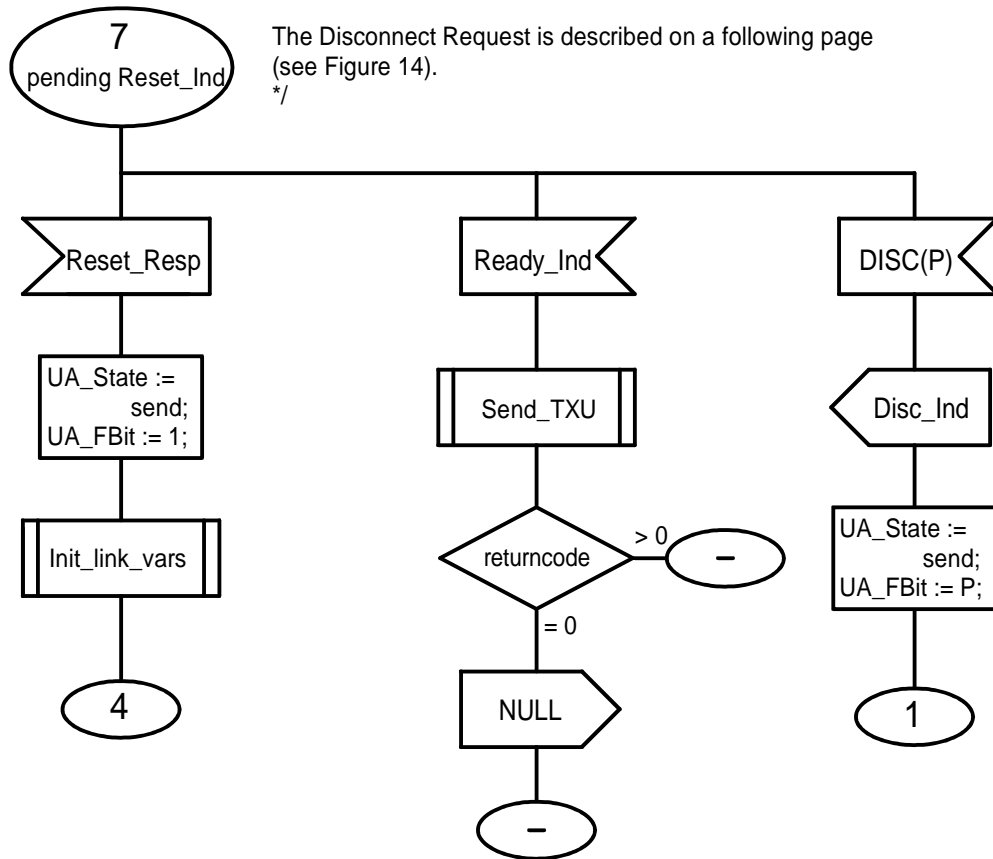 7
pending Reset_Ind
The Disconnect Request is described on a following page
(see Figure 14).
*/
Reset_Resp
Ready_Ind
DISC(P)
UA_State :=
send;
UA_FBit := 1;
Send_TXU
Disc_Ind
Init_link_vars
returncode
> 0
–
= 0
UA_State :=
send;
UA_FBit := P;
4
NULL
1
–